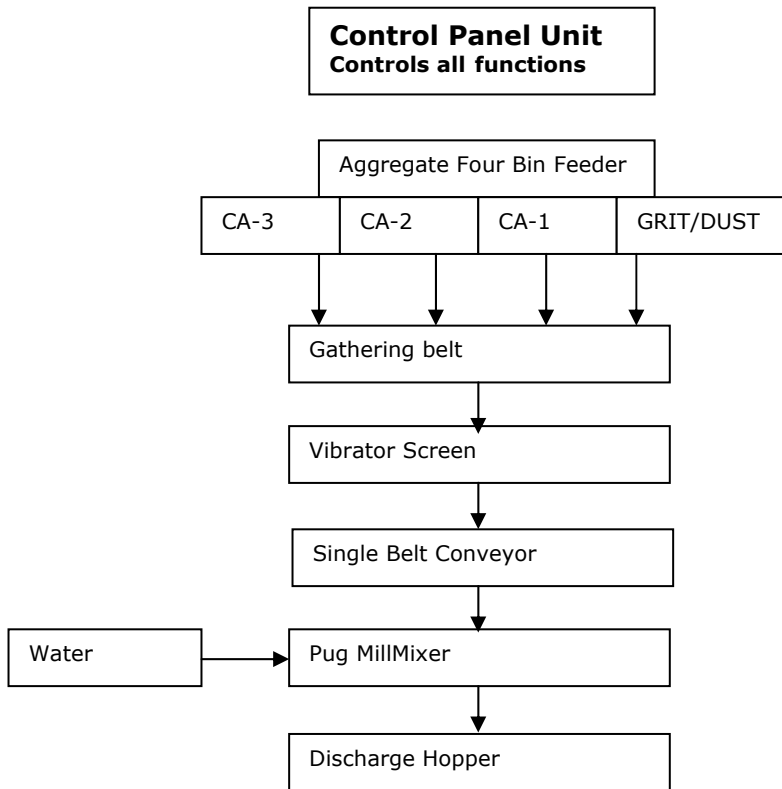 Control Panel Unit
Controls all functions
Aggregate Four Bin Feeder
CA-3
CA-2
CA-1
GRIT/DUST
Gathering belt
Vibrator Screen
Single Belt Conveyor
Water
Pug MillMixer
Discharge Hopper